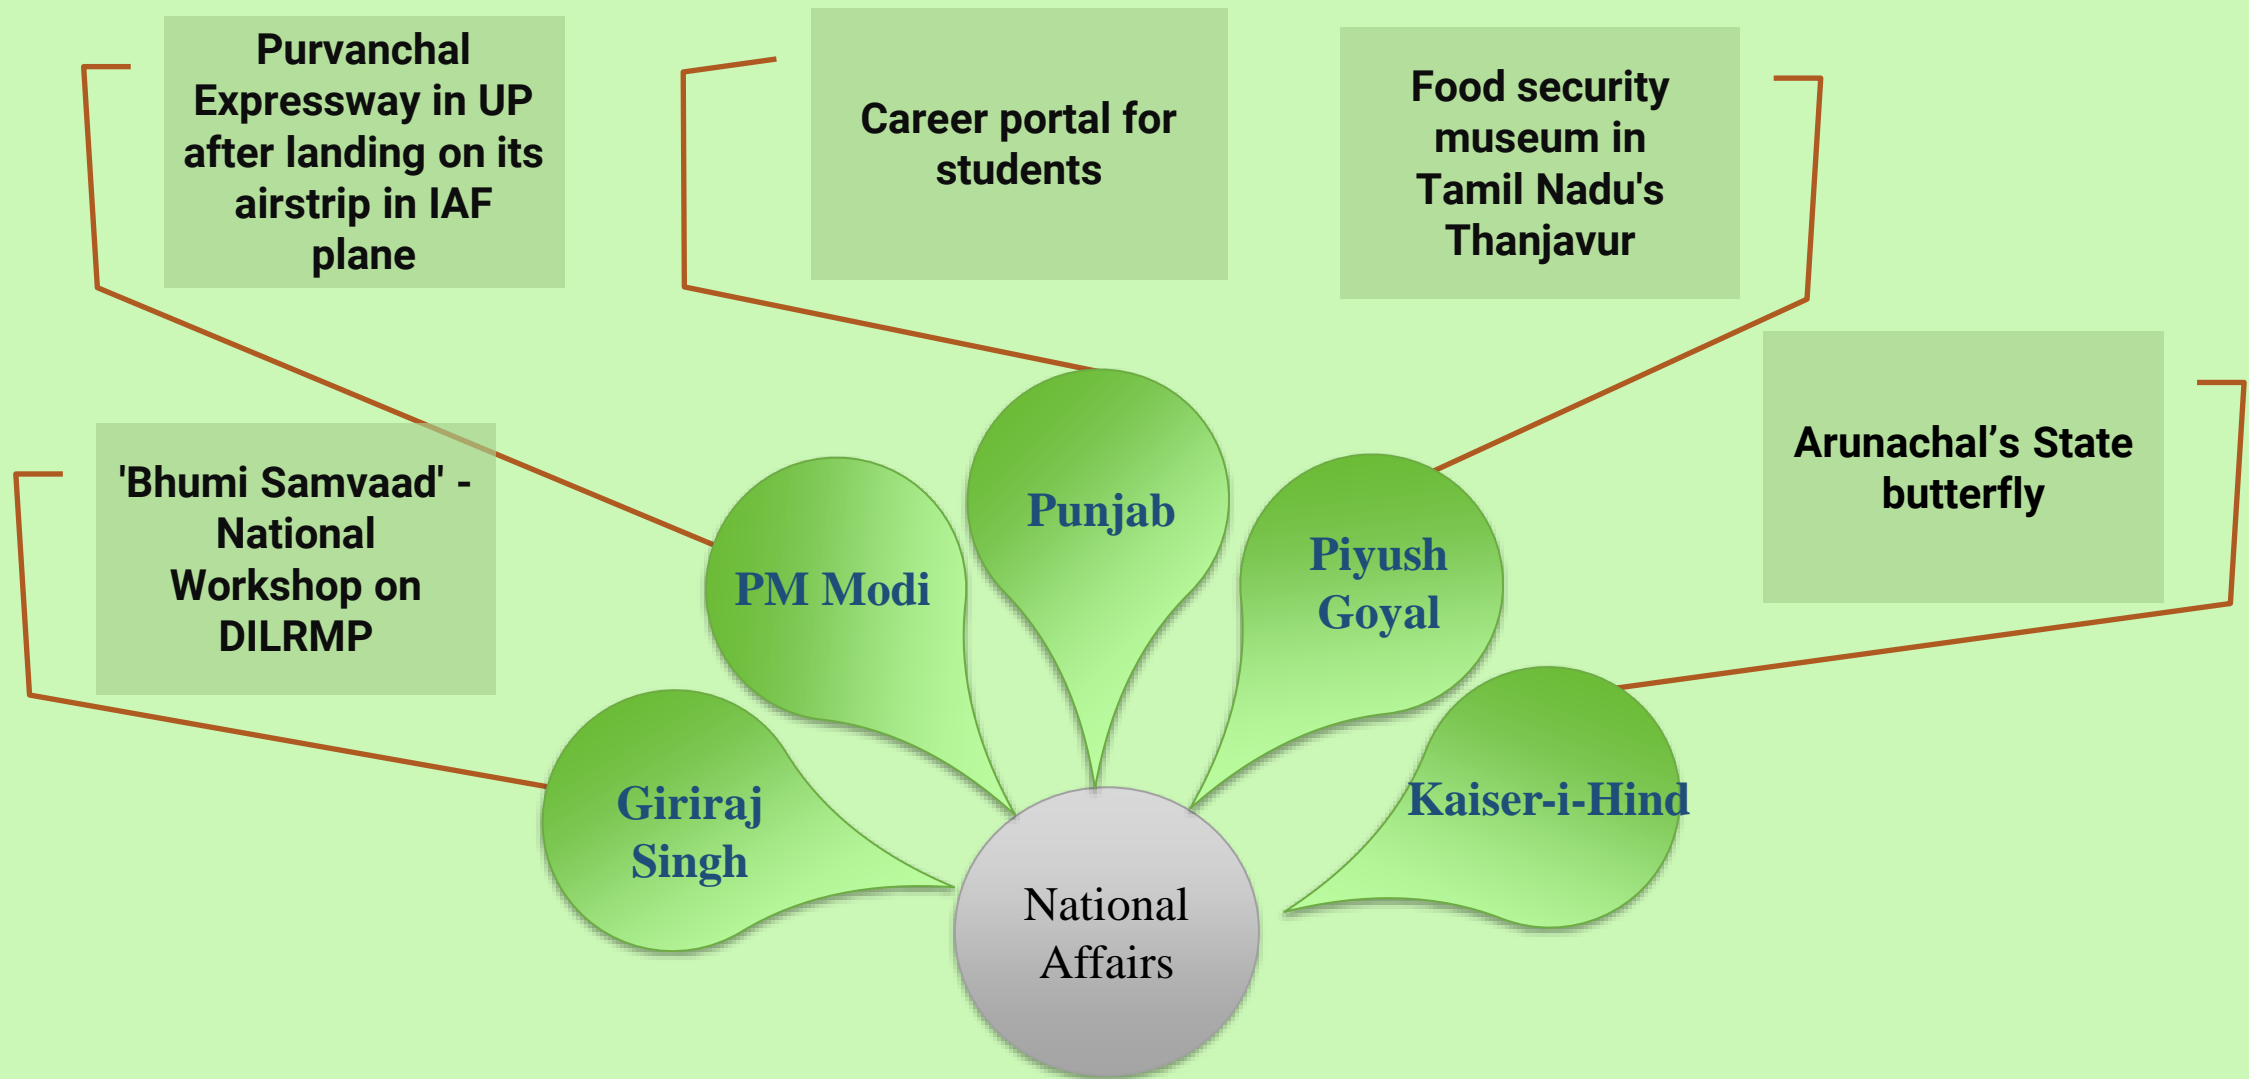 Purvanchal
Expressway in UP
after landing on its
airstrip in IAF
plane
Career portal for
students
Food security
museum in
Tamil Nadu's
Thanjavur
Arunachal’s State
butterfly
'Bhumi Samvaad' -
National
Workshop on
DILRMP
Giriraj
Singh
PM Modi
Punjab
Piyush
Goyal
Kaiser-i-Hind
National
Affairs